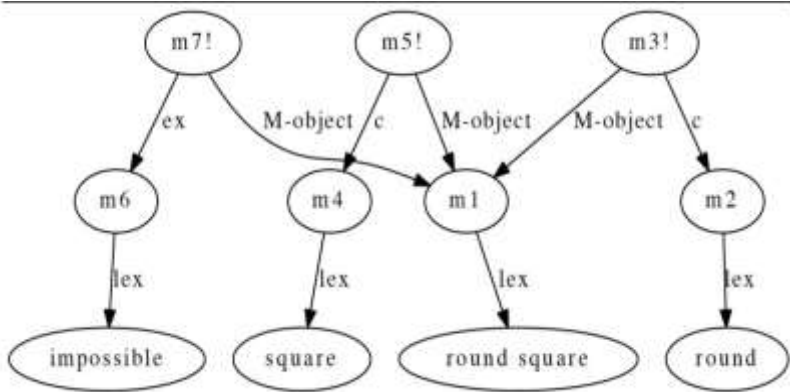 m7! m5! m3!
ex M-object c M-object M-object c
m6 m4 m1 m2
lex lex lex lex
impossible square round square round